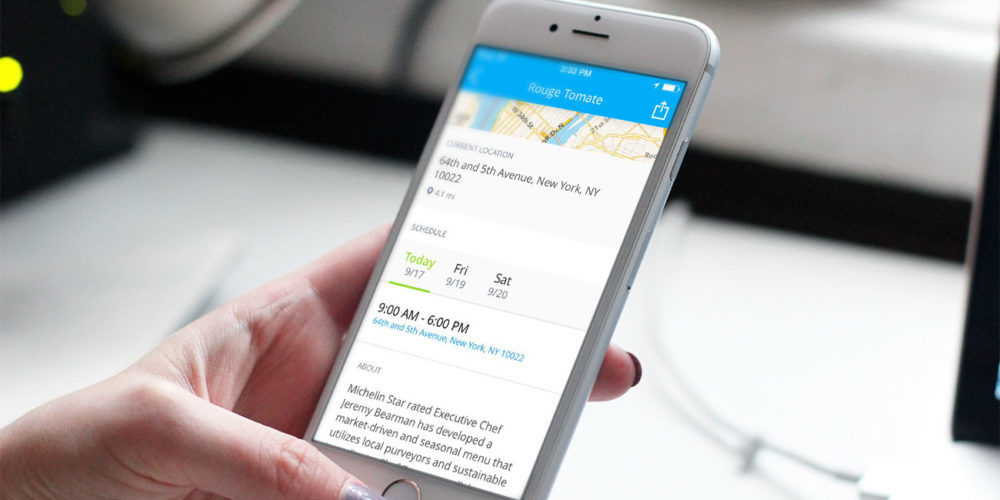 3:33 PM
Rouge Tomate
W 34th St
CURRENT LOCATION
64th and 5th Avenue, New York, NY
10022
4.1 mi
SCHEDULE
Today Fri Sat
9/17 9/19 9/20
9:00 AM - 6:00 PM
64th and 5th Avenue, New York, NY 10022
ABOUT
Michelin Star rated Executive Chef
Jeremy Bearman has developed a
market-driven and seasonal menu that
utilizes local purveyors and sustainable